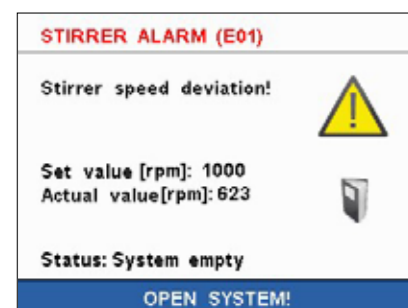 STIRRER ALARM (E01)
Stirrer speed deviation!
Set value [rpm]: 1000
Actual value[rpm]: 623
Status: System empty
OPEN SYSTEM!